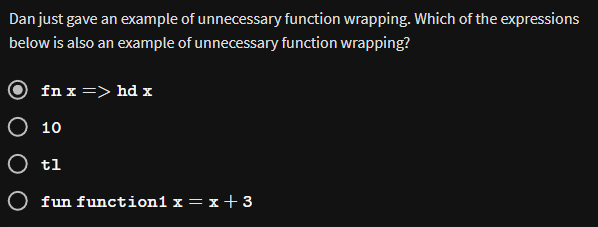 Dan just gave an example of unnecessary function wrapping. Which of the expressions
below is also an example of unnecessary function wrapping?
fn x => hd x
10
tl
fun function1 x = x + 3